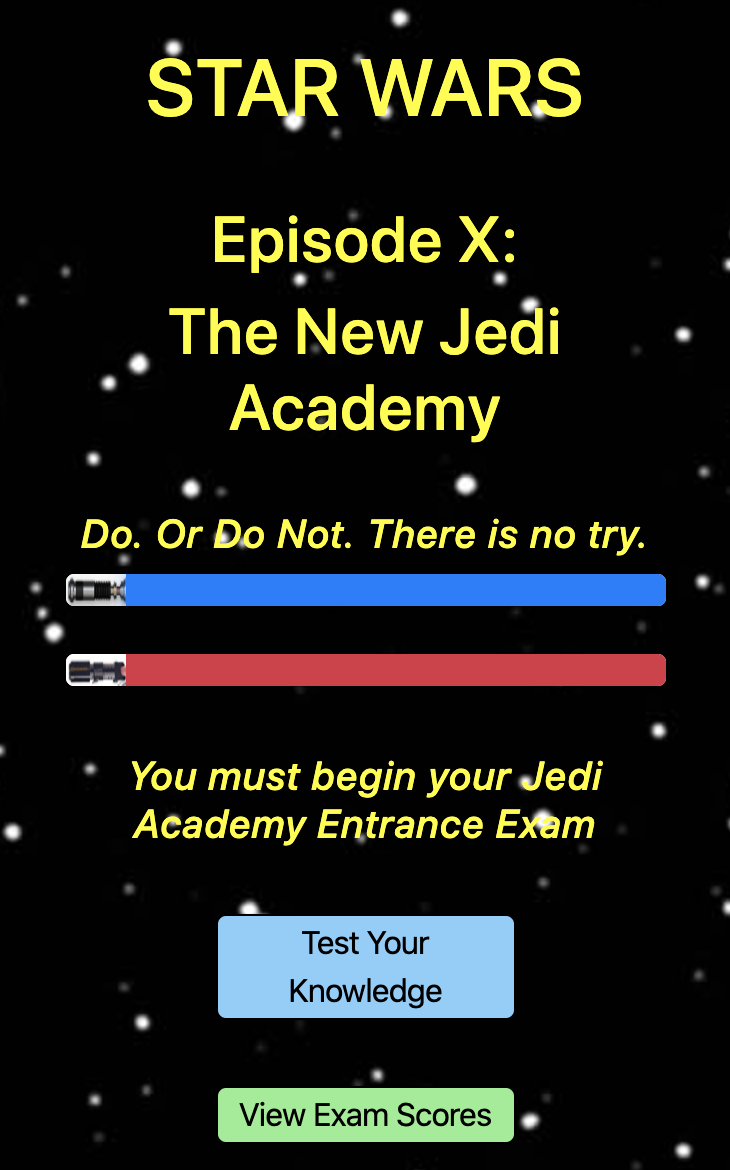 STAR WARS
Episode X:
The New Jedi
Academy
Do. Or Do Not. There is no try.
You must begin your Jedi
Academy Entrance Exam
Test Your
Knowledge
View Exam Scores